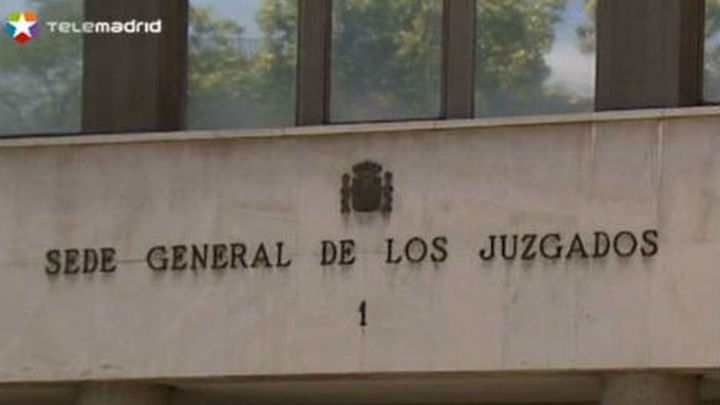 TELEMADRID
SEDE GENERAL DE LOS JUZGADOS
1